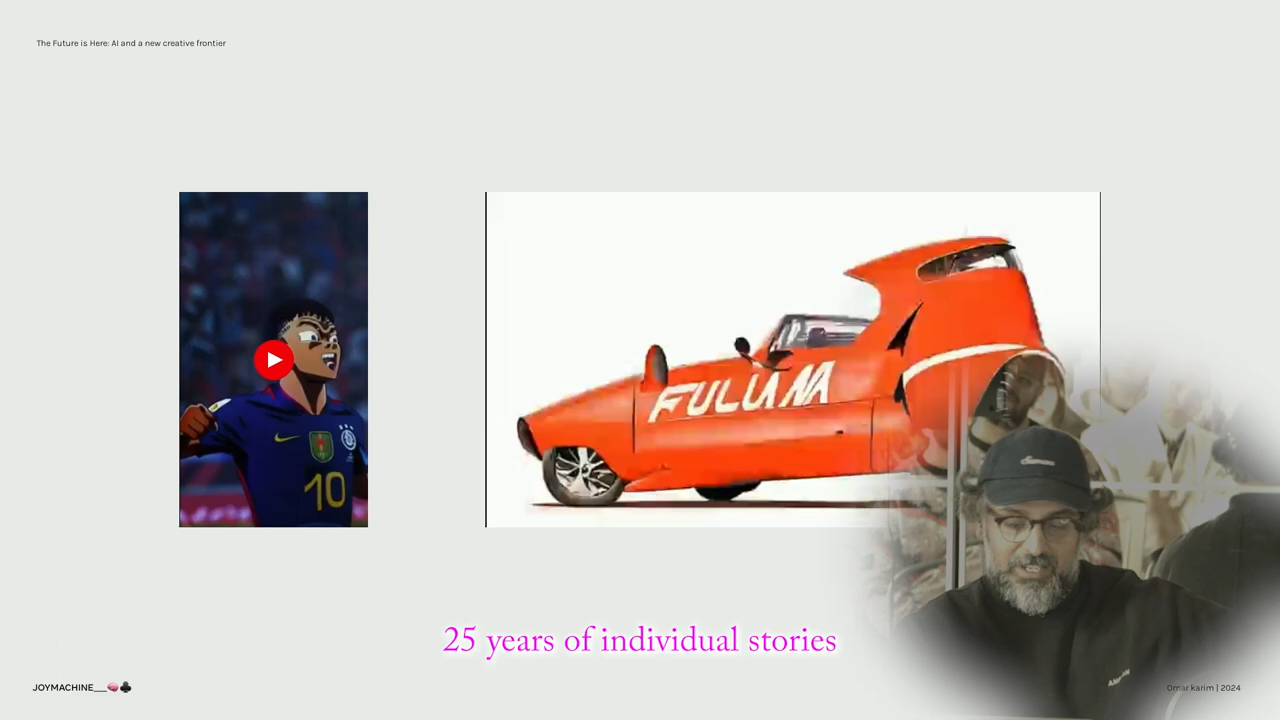 The Future is Here: AI and a new creative frontier
FULUNA
10
25 years of individual stories
JOYMACHINE__
Omar karim | 2024